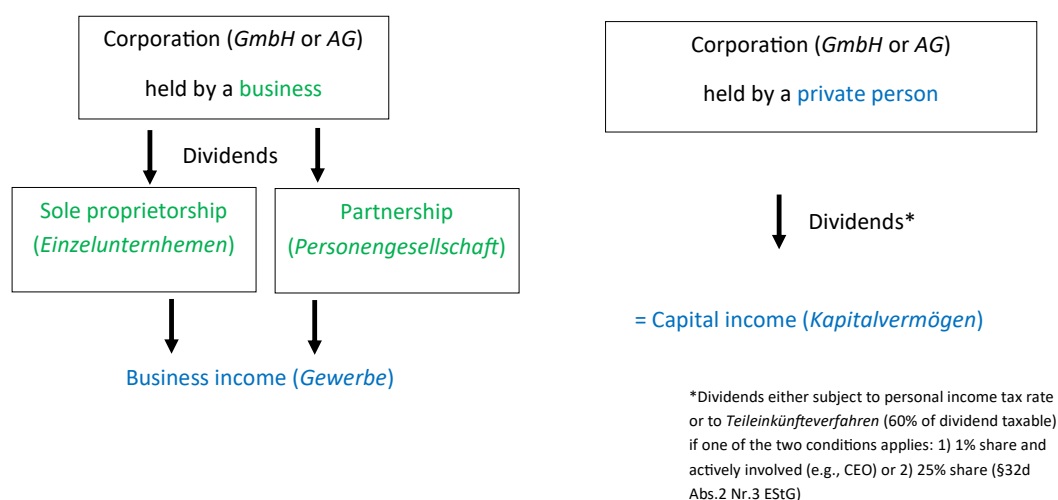 Corporation (GmbH or AG)
held by a business
Dividends
Sole proprietorship
(Einzelunternhemen)
Partnership
(Personengesellschaft)
Business income (Gewerbe)
Corporation (GmbH or AG)
held by a private person
Dividends*
= Capital income (Kapitalvermögen)
*Dividends either subject to personal income tax rate
or to Teileinkünfteverfahren (60% of dividend taxable)
if one of the two conditions applies: 1) 1% share and
actively involved (e.g., CEO) or 2) 25% share (§32d
Abs.2 Nr.3 EStG)